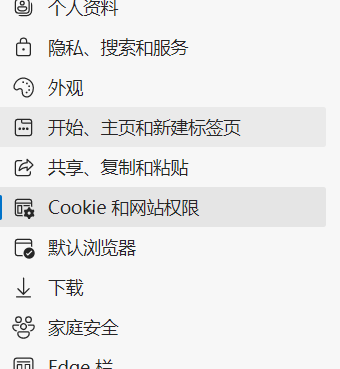 个人资料
隐私、搜索和服务
外观
开始、主页和新建标签页
共享、复制和粘贴
Cookie 和网站权限
默认浏览器
下载
家庭安全
Edge 栏